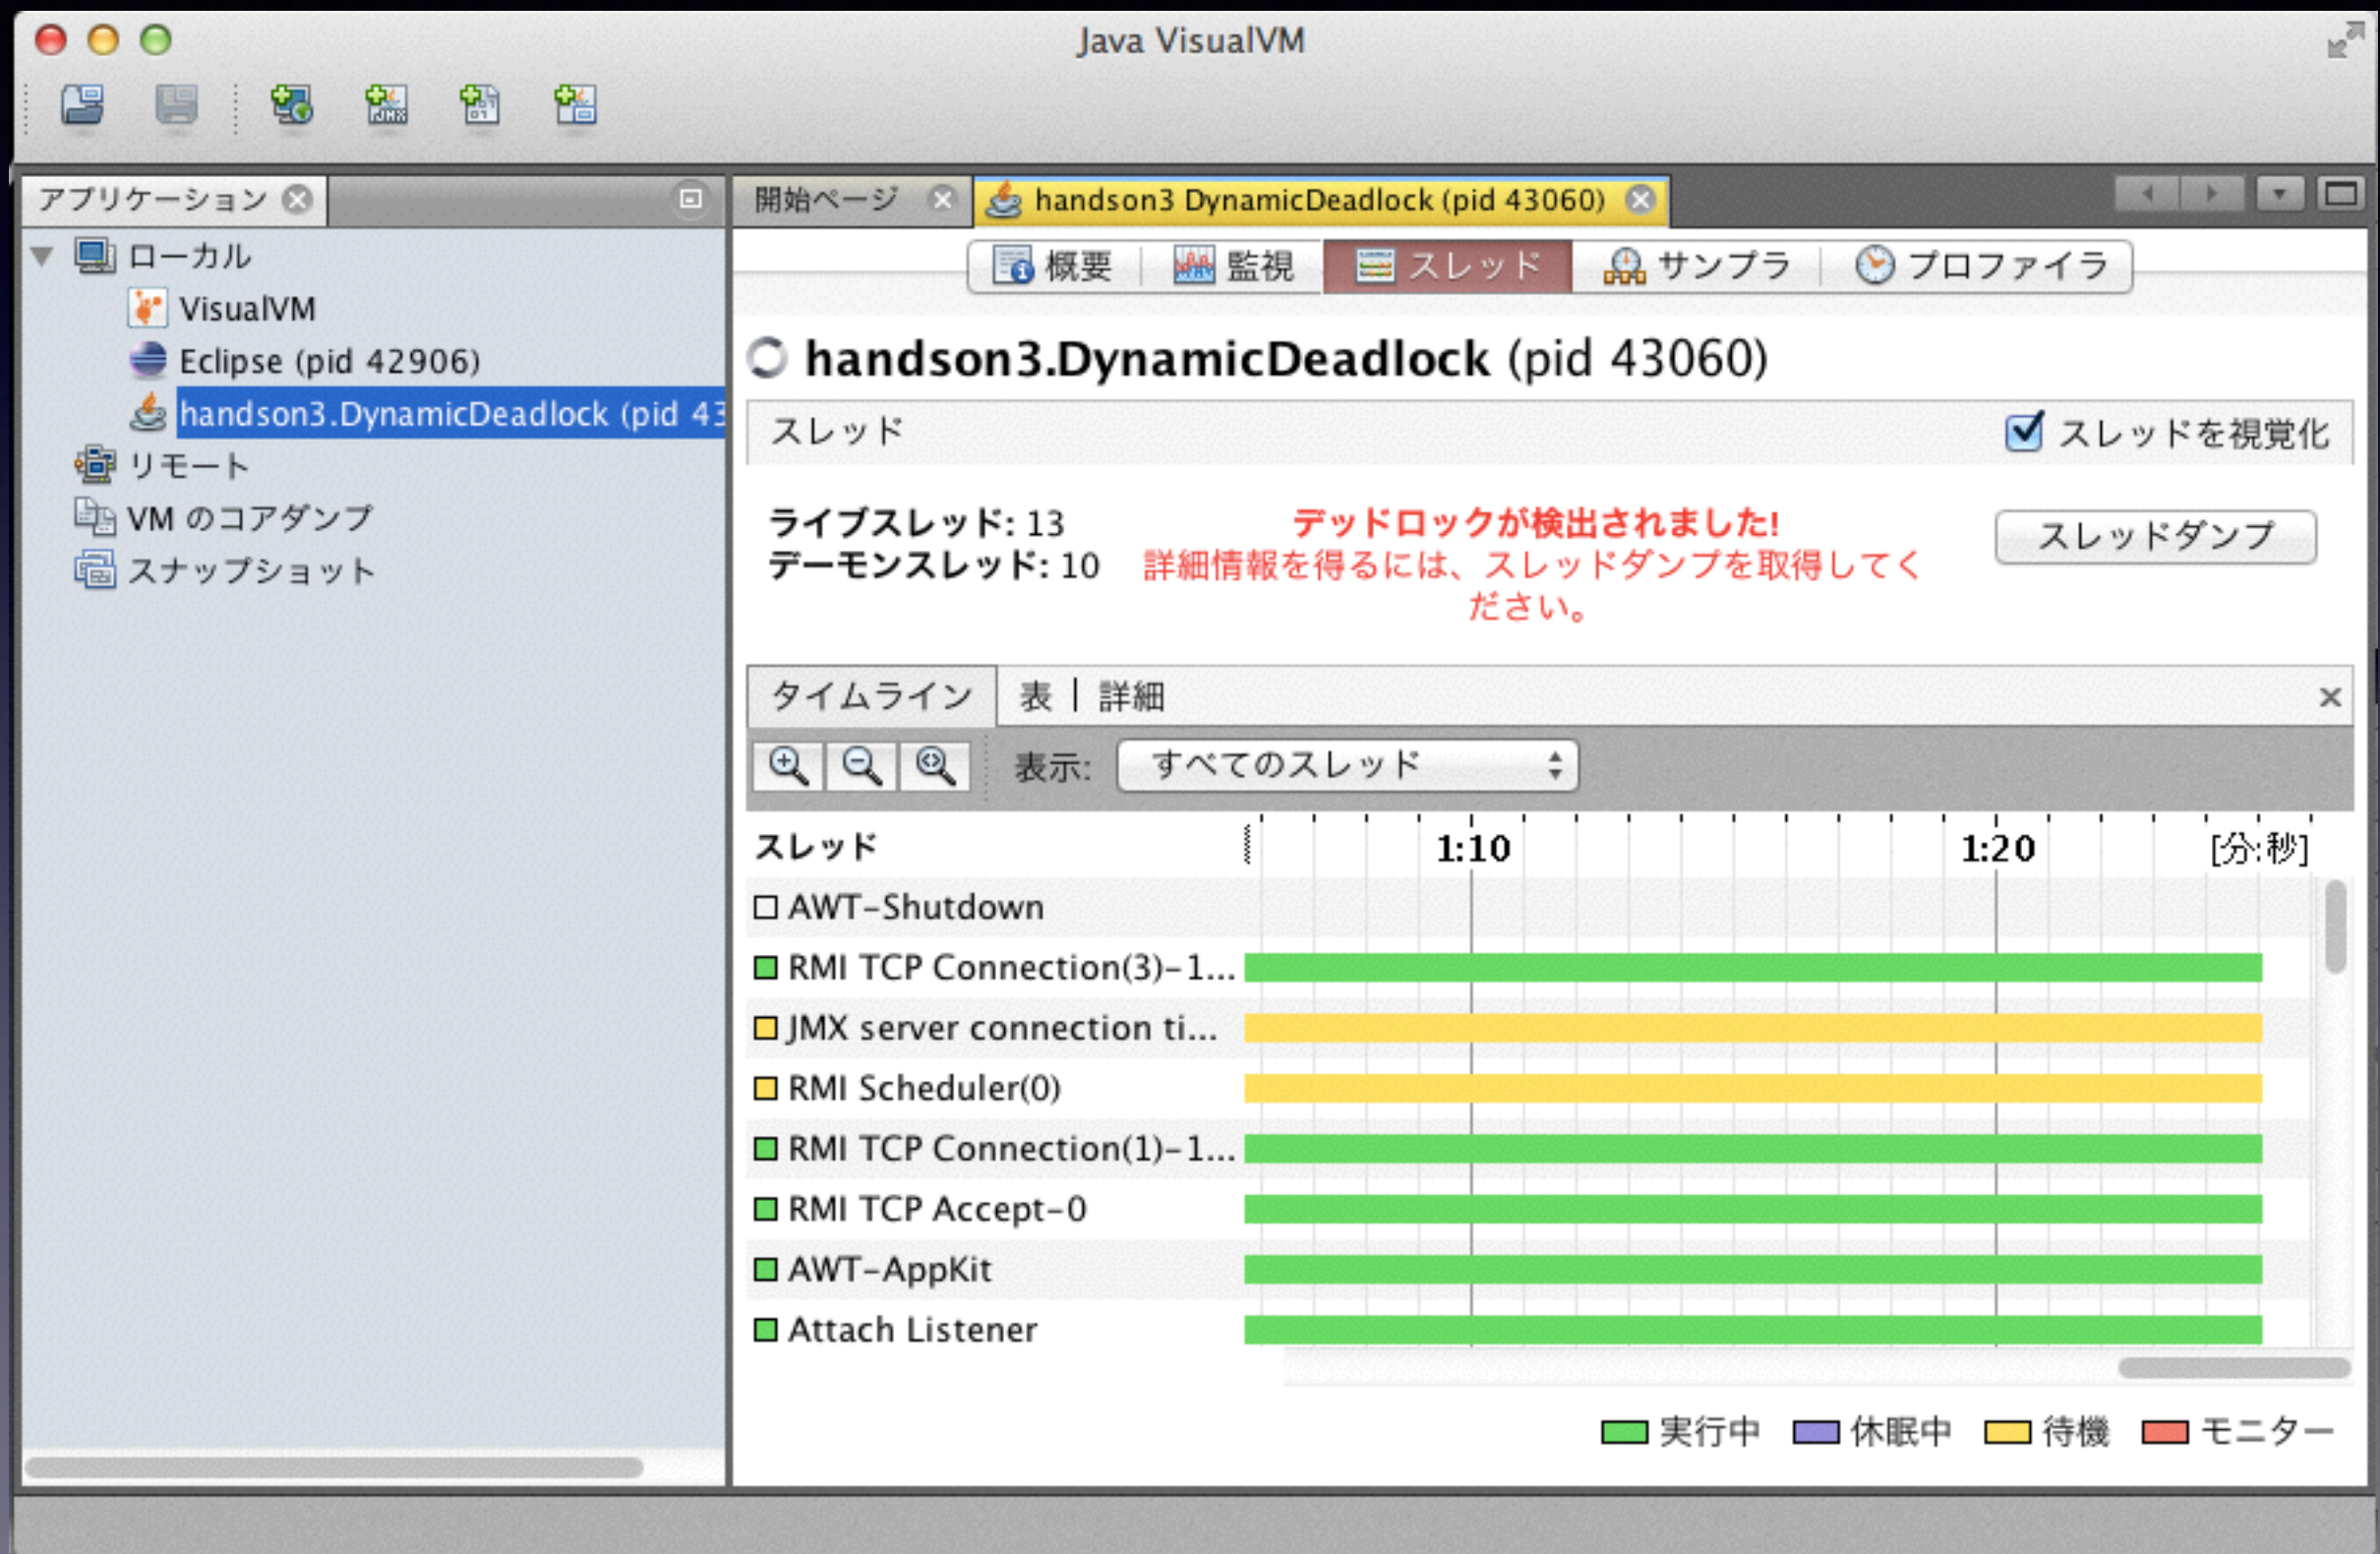 Java VisualVM
アプリケーション
ローカル
VisualVM
Eclipse (pid 42906)
handson3.DynamicDeadlock (pid 43
リモート
VM のコアダンプ
スナップショット
開始ページ
handson3 DynamicDeadlock (pid 43060)
概要 監視 スレッド サンプラ プロファイラ
handson3.DynamicDeadlock (pid 43060)
スレッド
スレッドを視覚化
ライブスレッド: 13
デーモンスレッド: 10
デッドロックが検出されました!
詳細情報を得るには、スレッドダンプを取得してく
ださい。
スレッドダンプ
タイムライン 表 | 詳細
表示: すべてのスレッド
スレッド 1:10 1:20 [分:秒]
AWT-Shutdown
RMI TCP Connection(3)-1...
JMX server connection ti...
RMI Scheduler(0)
RMI TCP Connection(1)-1...
RMI TCP Accept-0
AWT-AppKit
Attach Listener
実行中 休眠中 待機 モニター